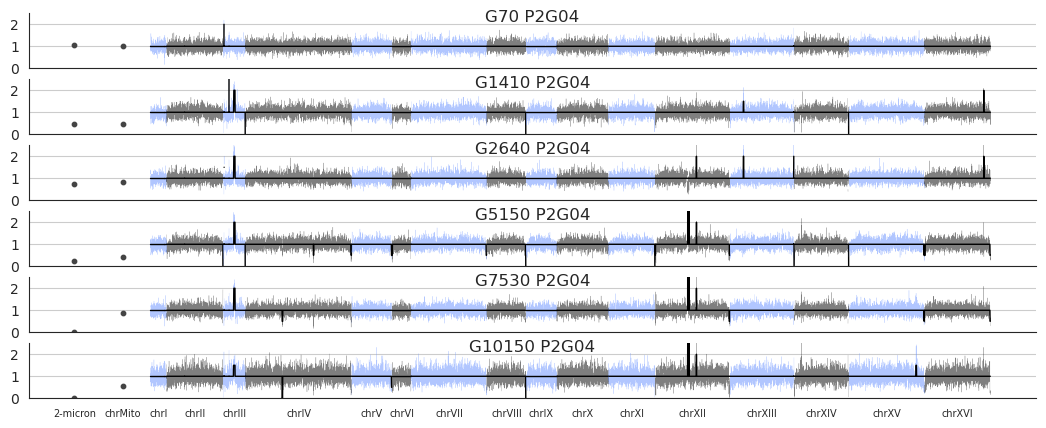 G70 P2G04
2
1
0
G1410 P2G04
2
1
0
G2640 P2G04
2
1
0
G5150 P2G04
2
1
0
G7530 P2G04
2
1
0
G10150 P2G04
2
1
0
2-micron chrMito chrI chrII chrIII chrIV chrV chrVI chrVII chrVIII chrIX chrX chrXI chrXII chrXIII chrXIV chrXV chrXVI